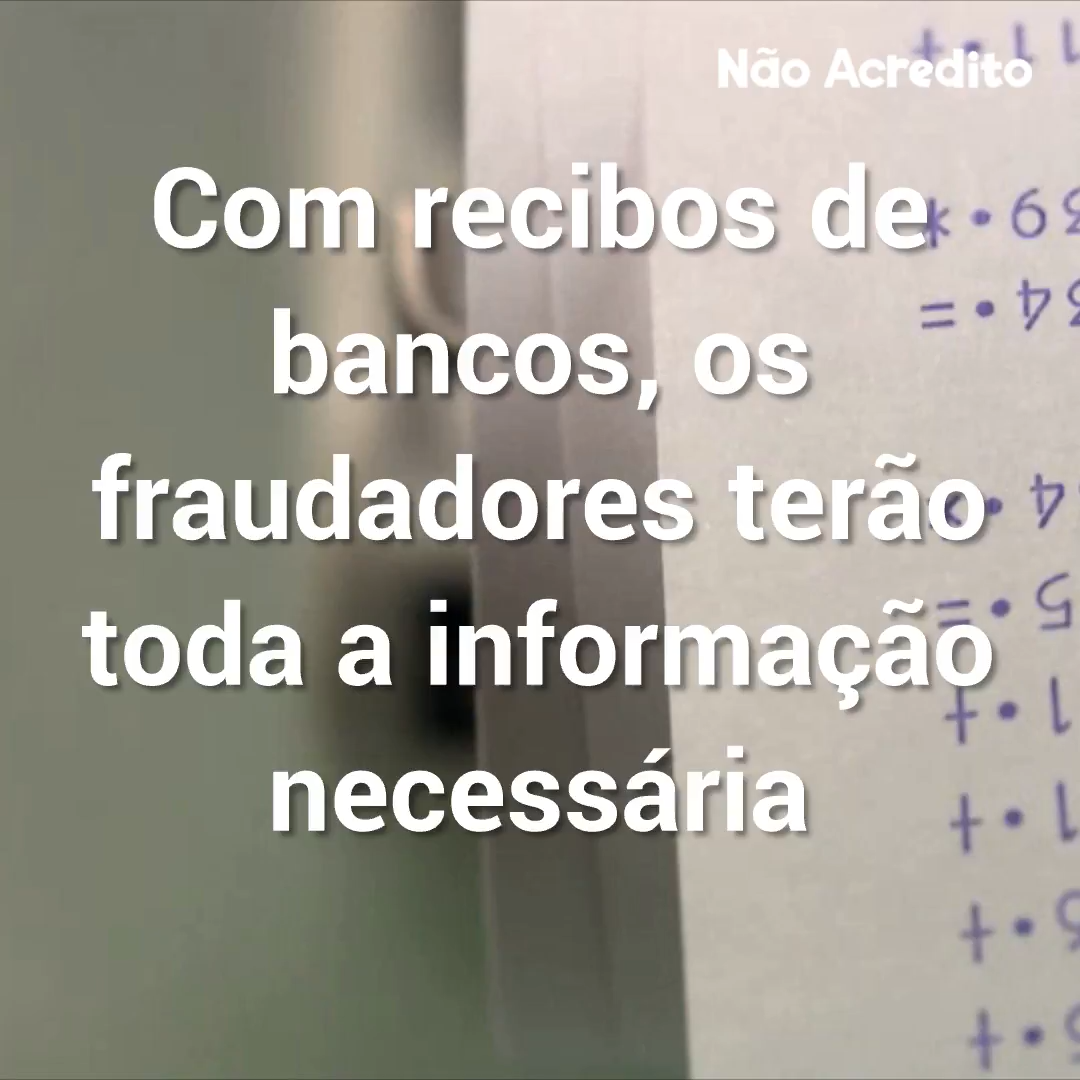 Não Acredito
Com recibos de
bancos, os
fraudadores terão
toda a informação
necessária